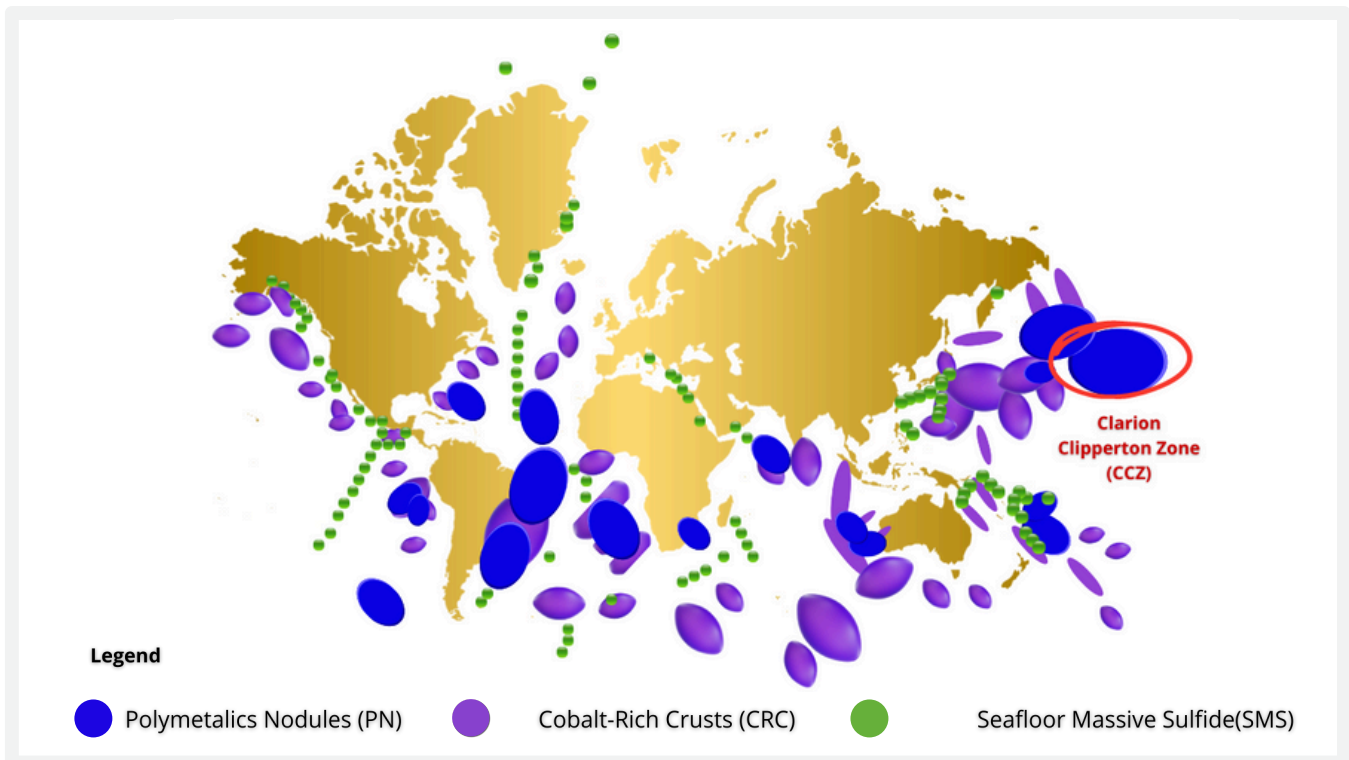 Clarion
Clipperton Zone
(CCZ)
Legend
Polymetalics Nodules (PN)
Cobalt-Rich Crusts (CRC)
Seafloor Massive Sulfide(SMS)